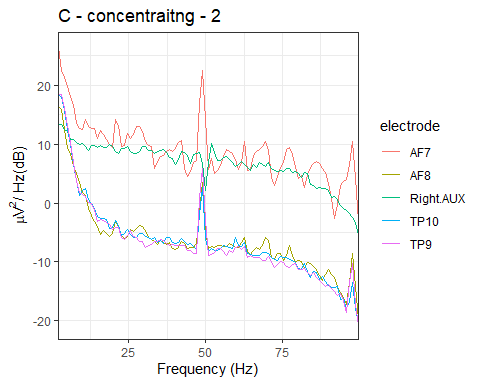 C - concentraitng - 2
20
10
0
-10
-20
μV²/ Hz(dB)
25
50
75
Frequency (Hz)
electrode
AF7
AF8
Right.AUX
TP10
TP9